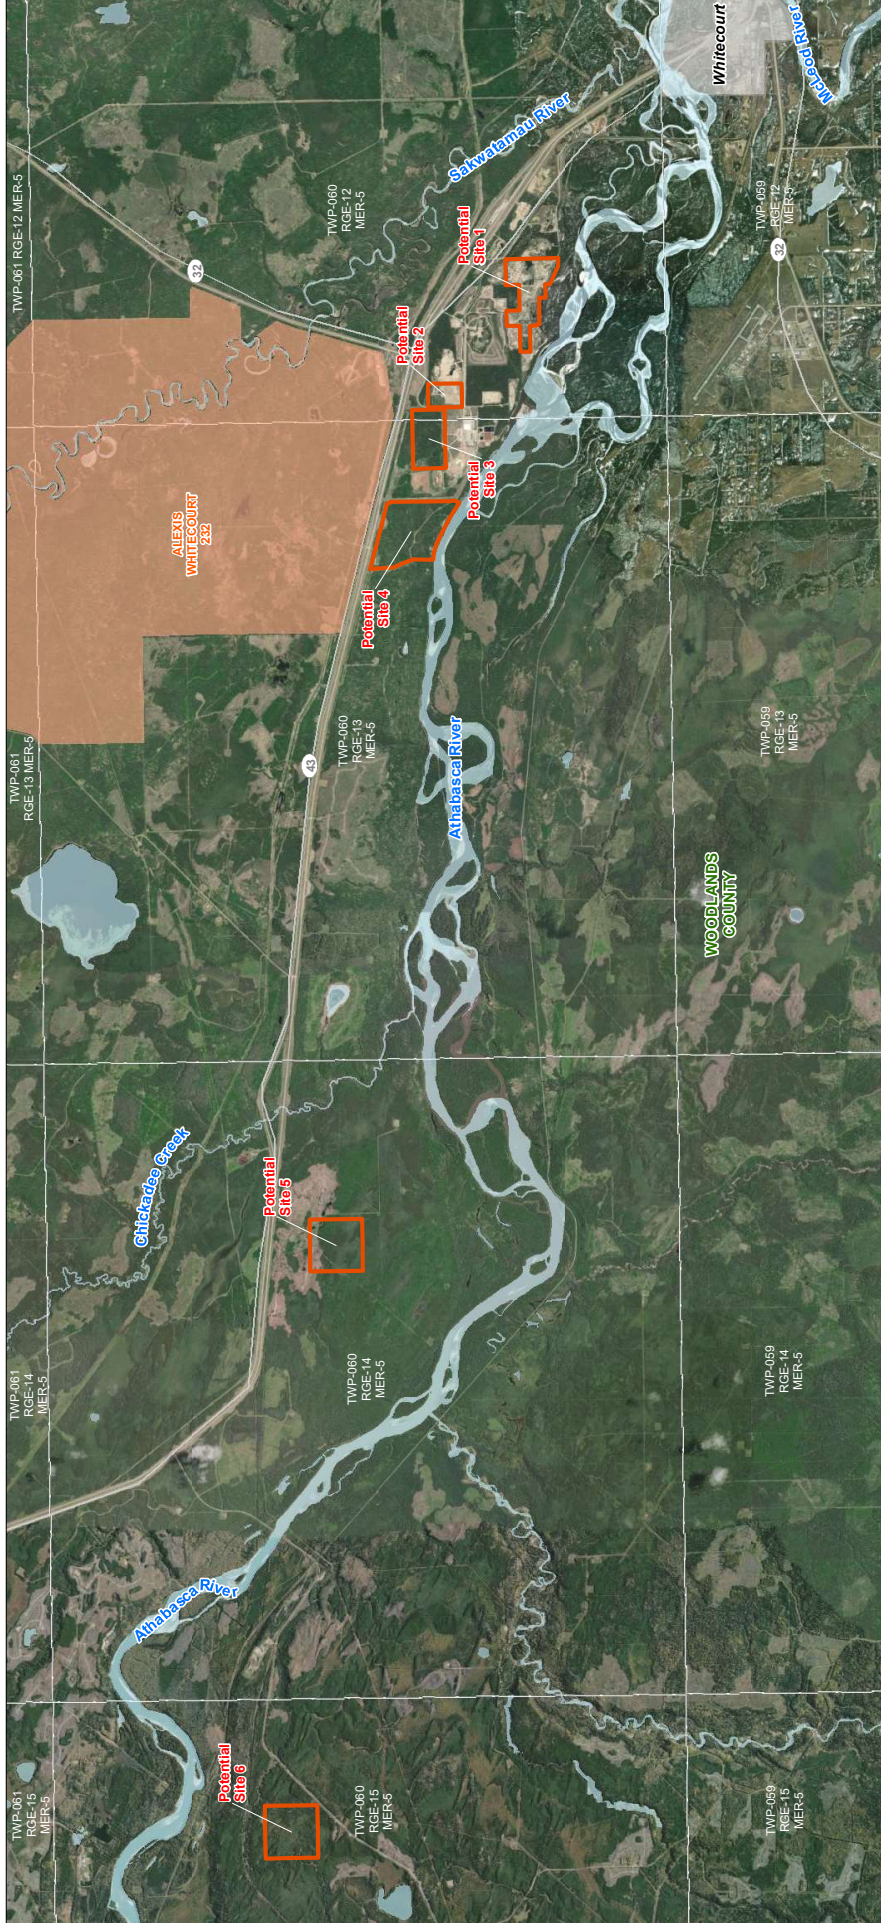 TWP-061
RGE-15
MER-5
TWP-061
RGE-14
MER-5
TWP-061
RGE-13 MER-5
TWP-061 RGE-12 MER-5
Athabasca River
Chickadee Creek
ALEXIS
WHITECOURT
232
32
TWP-060
RGE-12
MER-5
Potential
Site 6
Potential
Site 5
43
TWP-060
RGE-15
MER-5
TWP-060
RGE-14
MER-5
TWP-060
RGE-13
MER-5
Potential
Site 4
Potential
Site 2
Potential
Site 3
Potential
Site 1
Sakwatamau River
Athabasca River
Whitecourt
McLeod River
WOODLANDS
COUNTY
TWP-059
RGE-15
MER-5
TWP-059
RGE-14
MER-5
TWP-059
RGE-13
MER-5
TWP-059
RGE-12
MER-5
32